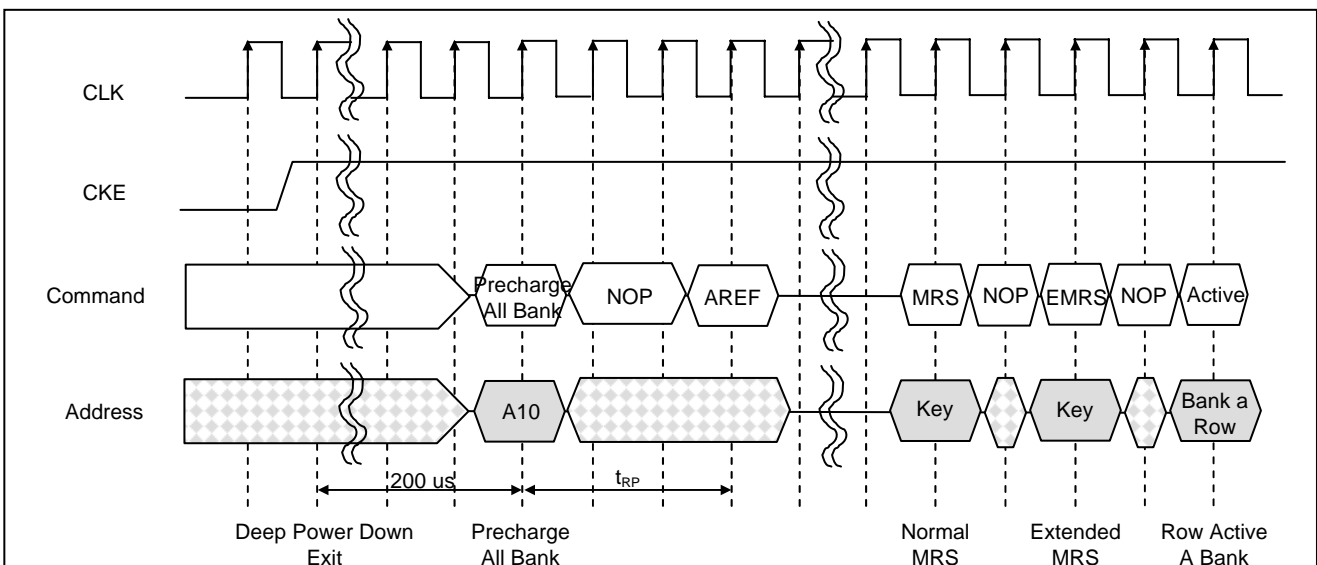 CLK
CKE
Command
Precharge
All Bank
NOP
AREF
MRS
NOP
EMRS
NOP
Active
Address
A10
Key
Key
Bank a
Row
200 us
tRP
Deep Power Down
Exit
Precharge
All Bank
Normal
MRS
Extended
MRS
Row Active
A Bank